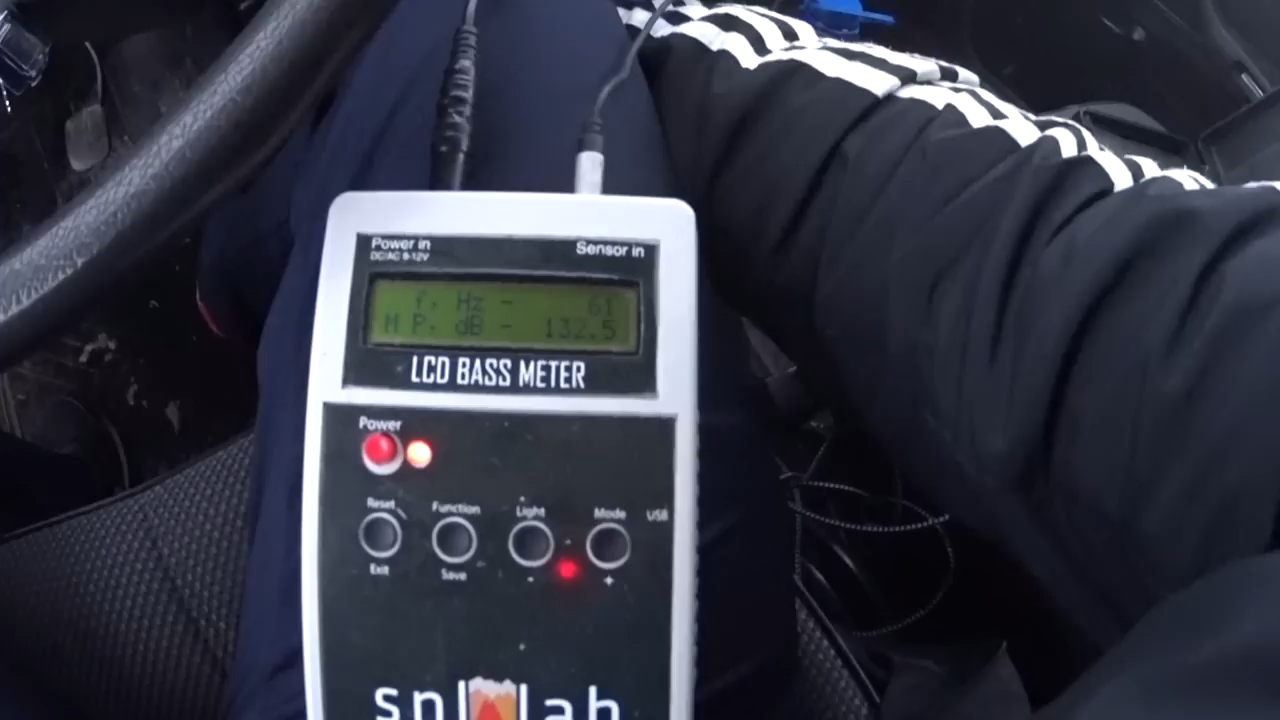 Power in
DC/AC 9-12V
Sensor in
f, Hz - 61
M P, dB - 132.5
LCD BASS METER
Power
Reset
Function
Light
Mode
USB
- +
Exit
Save
spl lab